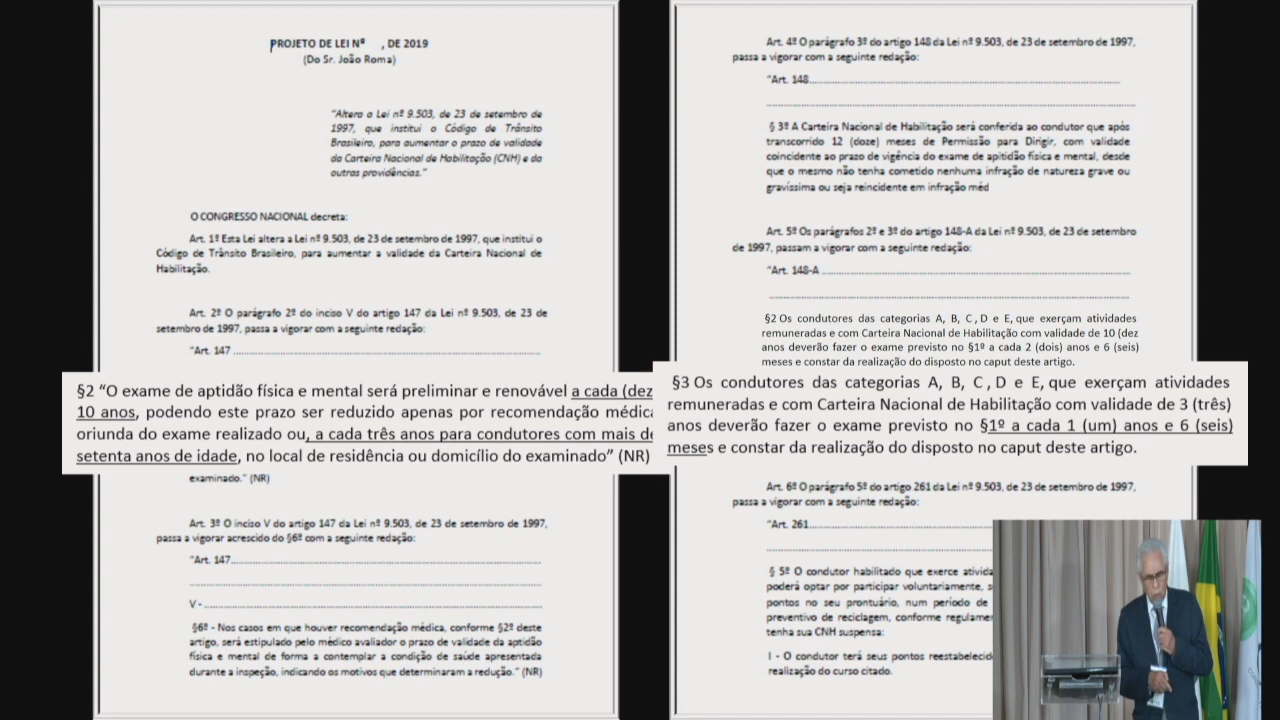 PROJETO DE LEI Nº , DE 2019
(Do Sr. João Roma)
"Altera a Lei nº 9.503, de 23 de setembro de
1997, que institui o Código de Trânsito
Brasileiro, para aumentar o prazo de validade
da Carteira Nacional de Habilitação (CNH) e da
outras providências."
O CONGRESSO NACIONAL decreta:
Art. 1º Esta Lei altera a Lei nº 9.503, de 23 de setembro de 1997, que institui o
Código de Trânsito Brasileiro, para aumentar a validade da Carteira Nacional de
Habilitação.
Art. 2º O parágrafo 2º do inciso V do artigo 147 da Lei nº 9.503, de 23 de
setembro de 1997, passa a vigorar com a seguinte redação:
"Art. 147 ........................................
§2 "O exame de aptidão física e mental será preliminar e renovável a cada (dez
10 anos, podendo este prazo ser reduzido apenas por recomendação médica
oriunda do exame realizado ou, a cada três anos para condutores com mais de
setenta anos de idade, no local de residência ou domicílio do examinado" (NR)
examinado." (NR)
Art. 3º O inciso V do artigo 147 da Lei nº 9.503, de 23 de setembro de 1997,
passa a vigorar acrescido do §6º com a seguinte redação:
"Art. 147........................................
........................................
V - ........................................
§6º - Nos casos em que houver recomendação médica, conforme §2º deste
artigo, será estipulado pelo médico avaliador o prazo de validade da aptidão
física e mental de forma a contemplar a condição de saúde apresentada
durante a inspeção, indicando os motivos que determinaram a redução." (NR)
Art. 4º O parágrafo 3º do artigo 148 da Lei nº 9.503, de 23 de setembro de 1997,
passa a vigorar com a seguinte redação:
"Art. 148........................................
........................................
§ 3º A Carteira Nacional de Habilitação será conferida ao condutor que após
transcorrido 12 (doze) meses de Permissão para Dirigir, com validade
coincidente ao prazo de vigência do exame de apitidão física e mental, desde
que o mesmo não tenha cometido nenhuma infração de natureza grave ou
gravíssima ou seja reincidente em infração méd
Art. 5º Os parágrafos 2º e 3º do artigo 148-A da Lei nº 9.503, de 23 de setembro
de 1997, passam a vigorar com a seguinte redação:
"Art. 148-A ........................................
........................................
§2 Os condutores das categorias A, B, C , D e E, que exerçam atividades
remuneradas e com Carteira Nacional de Habilitação com validade de 10 (dez
anos deverão fazer o exame previsto no §1º a cada 2 (dois) anos e 6 (seis)
meses e constar da realização do disposto no caput deste artigo.
§3 Os condutores das categorias A, B, C , D e E, que exerçam atividades
remuneradas e com Carteira Nacional de Habilitação com validade de 3 (três)
anos deverão fazer o exame previsto no §1º a cada 1 (um) anos e 6 (seis)
meses e constar da realização do disposto no caput deste artigo.
Art. 6º O parágrafo 5º do artigo 261 da Lei nº 9.503, de 23 de setembro de 1997,
passa a vigorar com a seguinte redação:
"Art. 261........................................
........................................
§ 5º O condutor habilitado que exerce ativida
poderá optar por participar voluntariamente, s
pontos no seu prontuário, num período de
preventivo de reciclagem, conforme regulamen
tenha sua CNH suspensa:
I - O condutor terá seus pontos reestabelecid
realização do curso citado.